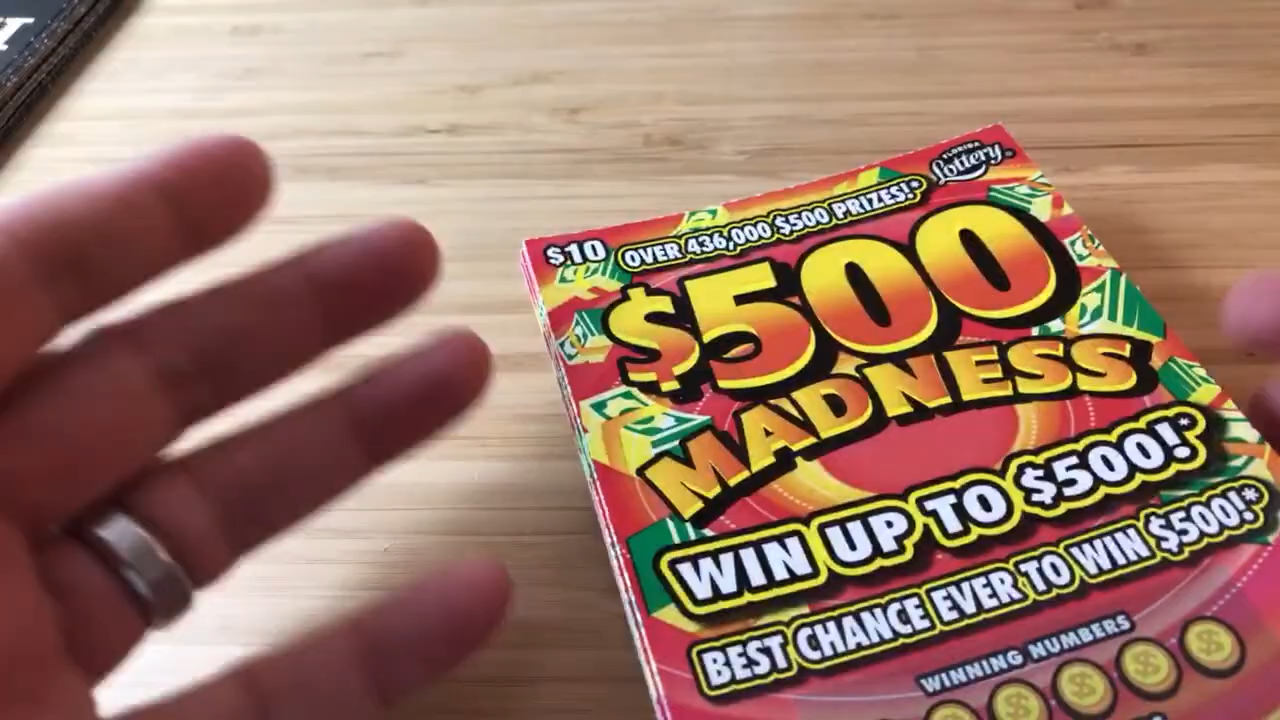 FLORIDA
Lottery
$10 OVER 436,000 $500 PRIZES!*
$500
MADNESS
WIN UP TO $500!*
BEST CHANCE EVER TO WIN $500!*
WINNING NUMBERS
$ $ $ $